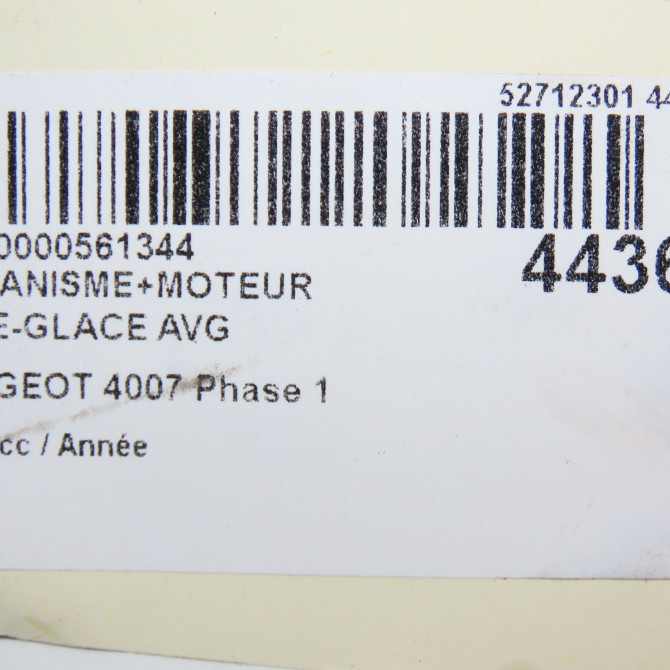 52712301 44
0000561344
4436
ANISME+MOTEUR
E-GLACE AVG
GEOT 4007 Phase 1
cc / Année